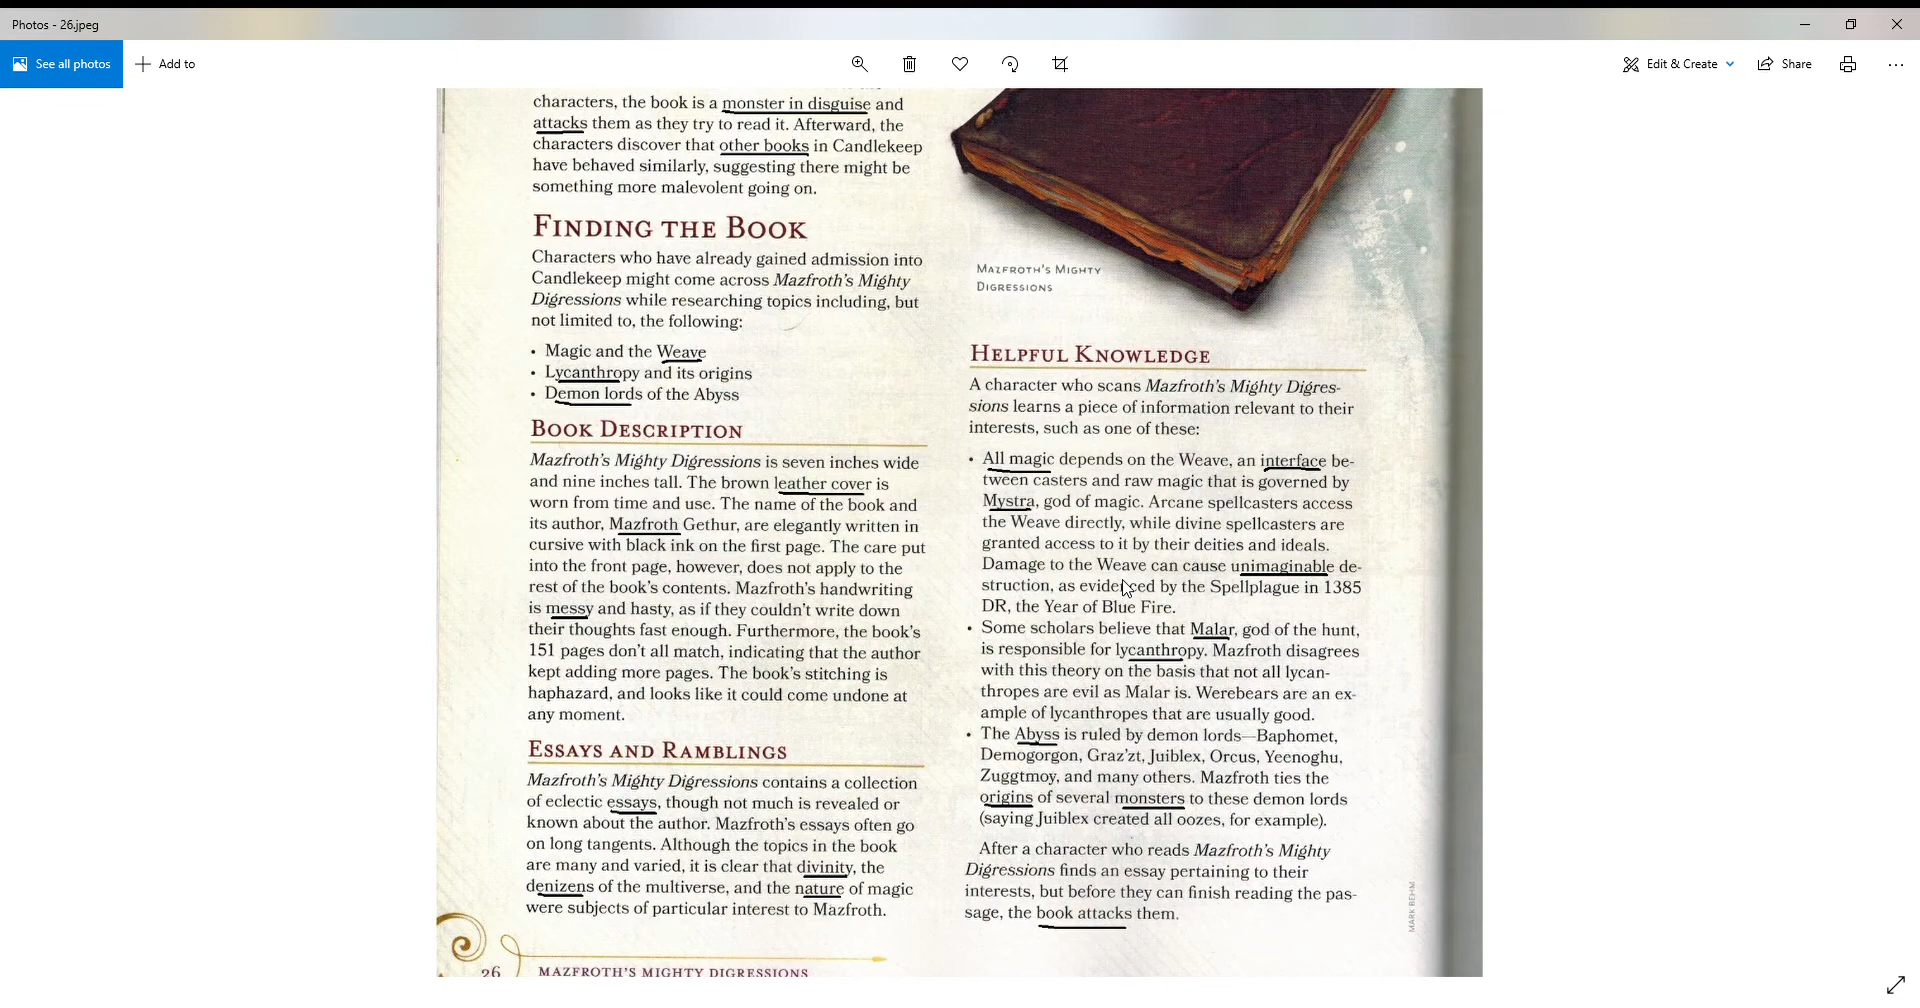 Photos - 26.jpeg
See all photos
Add to
Edit & Create
Share
characters, the book is a monster in disguise and
attacks them as they try to read it. Afterward, the
characters discover that other books in Candlekeep
have behaved similarly, suggesting there might be
something more malevolent going on.
FINDING THE BOOK
Characters who have already gained admission into
Candlekeep might come across Mazfroth's Mighty
Digressions while researching topics including, but
not limited to, the following:
• Magic and the Weave
• Lycanthropy and its origins
• Demon lords of the Abyss
BOOK DESCRIPTION
Mazfroth's Mighty Digressions is seven inches wide
and nine inches tall. The brown leather cover is
worn from time and use. The name of the book and
its author, Mazfroth Gethur, are elegantly written in
cursive with black ink on the first page. The care put
into the front page, however, does not apply to the
rest of the book's contents. Mazfroth's handwriting
is messy and hasty, as if they couldn't write down
their thoughts fast enough. Furthermore, the book's
151 pages don't all match, indicating that the author
kept adding more pages. The book's stitching is
haphazard, and looks like it could come undone at
any moment.
ESSAYS AND RAMBLINGS
Mazfroth's Mighty Digressions contains a collection
of eclectic essays, though not much is revealed or
known about the author. Mazfroth's essays often go
on long tangents. Although the topics in the book
are many and varied, it is clear that divinity, the
denizens of the multiverse, and the nature of magic
were subjects of particular interest to Mazfroth.
MAZFROTH'S MIGHTY
DIGRESSIONS
HELPFUL KNOWLEDGE
A character who scans Mazfroth's Mighty Digres-
sions learns a piece of information relevant to their
interests, such as one of these:
• All magic depends on the Weave, an interface be-
tween casters and raw magic that is governed by
Mystra, god of magic. Arcane spellcasters access
the Weave directly, while divine spellcasters are
granted access to it by their deities and ideals.
Damage to the Weave can cause unimaginable de-
struction, as evidenced by the Spellplague in 1385
DR, the Year of Blue Fire.
• Some scholars believe that Malar, god of the hunt,
is responsible for lycanthropy. Mazfroth disagrees
with this theory on the basis that not all lycan-
thropes are evil as Malar is. Werebears are an ex-
ample of lycanthropes that are usually good.
• The Abyss is ruled by demon lords—Baphomet,
Demogorgon, Graz'zt, Juiblex, Orcus, Yeenoghu,
Zuggtmoy, and many others. Mazfroth ties the
origins of several monsters to these demon lords
(saying Juiblex created all oozes, for example).
After a character who reads Mazfroth's Mighty
Digressions finds an essay pertaining to their
interests, but before they can finish reading the pas-
sage, the book attacks them.
MARK BEHM
26 MAZFROTH'S MIGHTY DIGRESSIONS